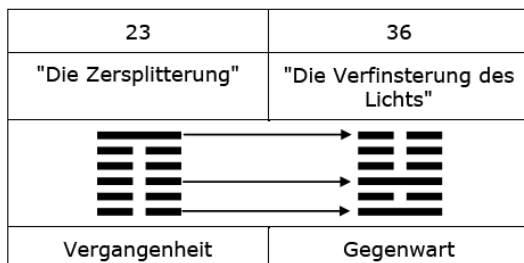 23
36
"Die Zersplitterung"
"Die Verfinsterung des
Lichts"
Vergangenheit
Gegenwart